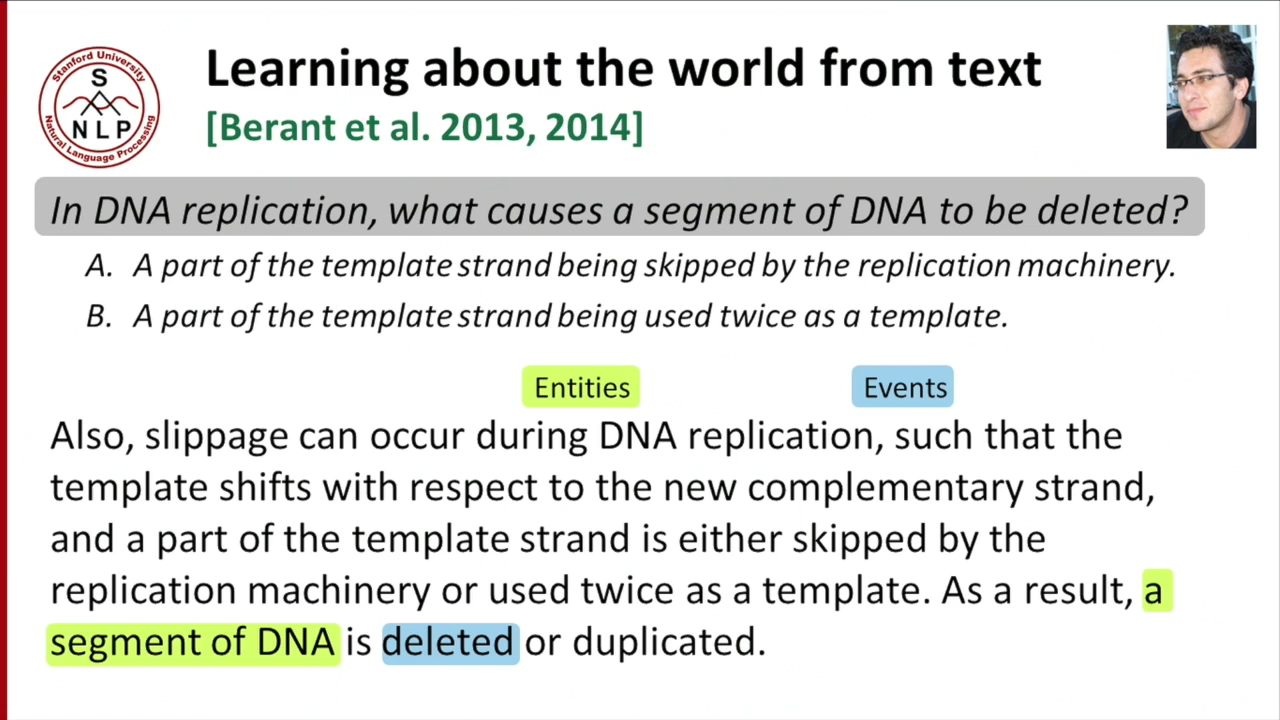 Stanford University
S
N L P
Natural Language Processing
Learning about the world from text
[Berant et al. 2013, 2014]
In DNA replication, what causes a segment of DNA to be deleted?
A. A part of the template strand being skipped by the replication machinery.
B. A part of the template strand being used twice as a template.
Entities Events
Also, slippage can occur during DNA replication, such that the
template shifts with respect to the new complementary strand,
and a part of the template strand is either skipped by the
replication machinery or used twice as a template. As a result, a
segment of DNA is deleted or duplicated.